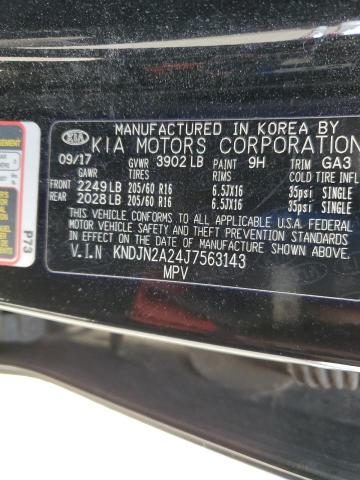 MANUFACTURED IN KOREA BY
KIA KIA MOTORS CORPORATION
09/17 GVWR 3902 LB PAINT 9H TRIM GA3
GAWR TIRES RIMS COLD TIRE INFL
FRONT 2249 LB 205/60 R16 6.5JX16 35psi SINGLE
REAR 2028 LB 205/60 R16 6.5JX16 35psi SINGLE
THIS VEHICLE CONFORMS TO ALL APPLICABLE U.S.A. FEDERAL
MOTOR VEHICLE SAFETY AND THEFT PREVENTION STANDARDS
IN EFFECT ON THE DATE OF MANUFACTURE SHOWN ABOVE.
V.I.N KNDJN2A24J7563143
MPV
P73